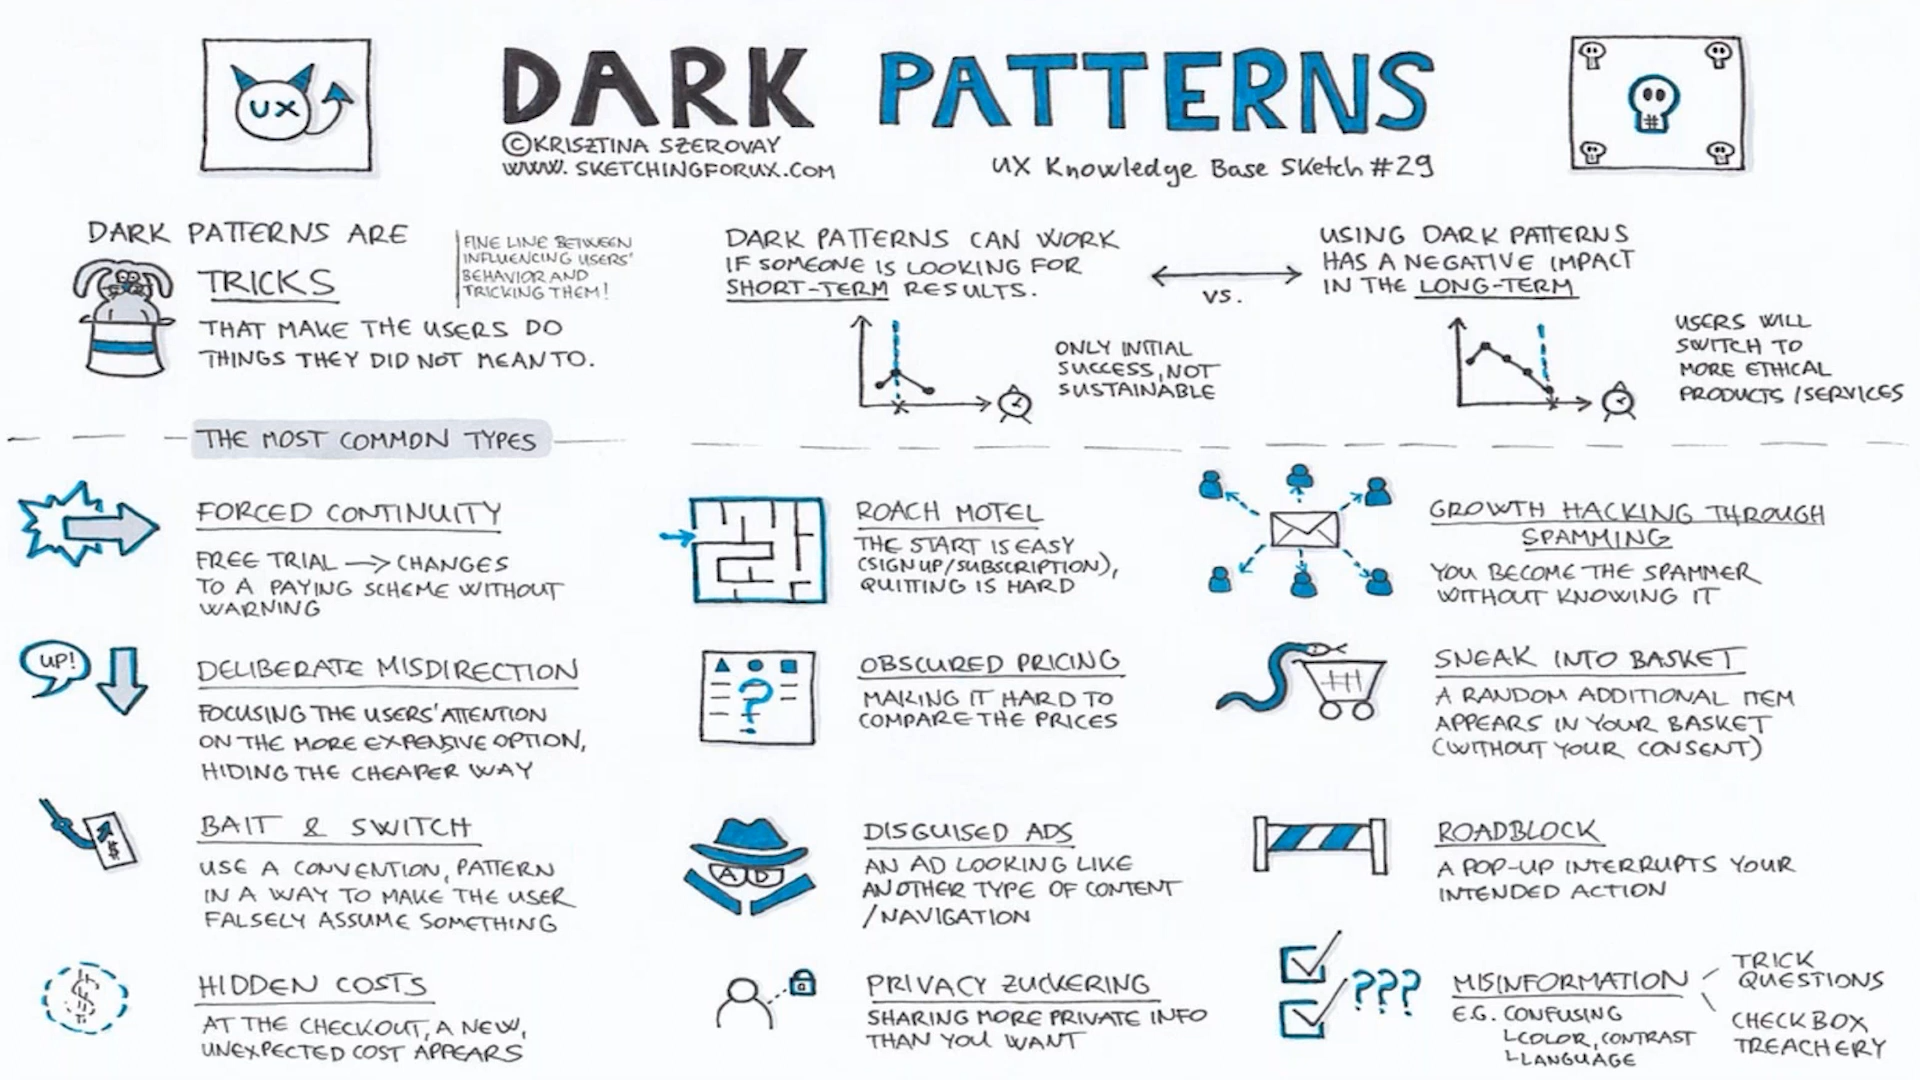 UX
DARK PATTERNS
©KRISZTINA SZEROVAY
WWW.SKETCHINGFORUX.COM
UX Knowledge Base Sketch #29
DARK PATTERNS ARE
TRICKS
THAT MAKE THE USERS DO
THINGS THEY DID NOT MEAN TO.
FINE LINE BETWEEN
INFLUENCING USERS'
BEHAVIOR AND
TRICKING THEM!
DARK PATTERNS CAN WORK
IF SOMEONE IS LOOKING FOR
SHORT-TERM RESULTS.
ONLY INITIAL
SUCCESS, NOT
SUSTAINABLE
VS.
USING DARK PATTERNS
HAS A NEGATIVE IMPACT
IN THE LONG-TERM
USERS WILL
SWITCH TO
MORE ETHICAL
PRODUCTS/SERVICES
THE MOST COMMON TYPES
FORCED CONTINUITY
FREE TRIAL → CHANGES
TO A PAYING SCHEME WITHOUT
WARNING
ROACH MOTEL
THE START IS EASY
(SIGN UP/SUBSCRIPTION),
QUITTING IS HARD
GROWTH HACKING THROUGH
SPAMMING
YOU BECOME THE SPAMMER
WITHOUT KNOWING IT
UP!
DELIBERATE MISDIRECTION
FOCUSING THE USERS' ATTENTION
ON THE MORE EXPENSIVE OPTION,
HIDING THE CHEAPER WAY
?
OBSCURED PRICING
MAKING IT HARD TO
COMPARE THE PRICES
SNEAK INTO BASKET
A RANDOM ADDITIONAL ITEM
APPEARS IN YOUR BASKET
(WITHOUT YOUR CONSENT)
$
BAIT & SWITCH
USE A CONVENTION, PATTERN
IN A WAY TO MAKE THE USER
FALSELY ASSUME SOMETHING
AD
DISGUISED ADS
AN AD LOOKING LIKE
ANOTHER TYPE OF CONTENT
/NAVIGATION
ROADBLOCK
A POP-UP INTERRUPTS YOUR
INTENDED ACTION
$
HIDDEN COSTS
AT THE CHECKOUT, A NEW,
UNEXPECTED COST APPEARS
PRIVACY ZUCKERING
SHARING MORE PRIVATE INFO
THAN YOU WANT
???
MISINFORMATION
E.G. CONFUSING
COLOR, CONTRAST
LANGUAGE
TRICK
QUESTIONS
CHECKBOX
TREACHERY